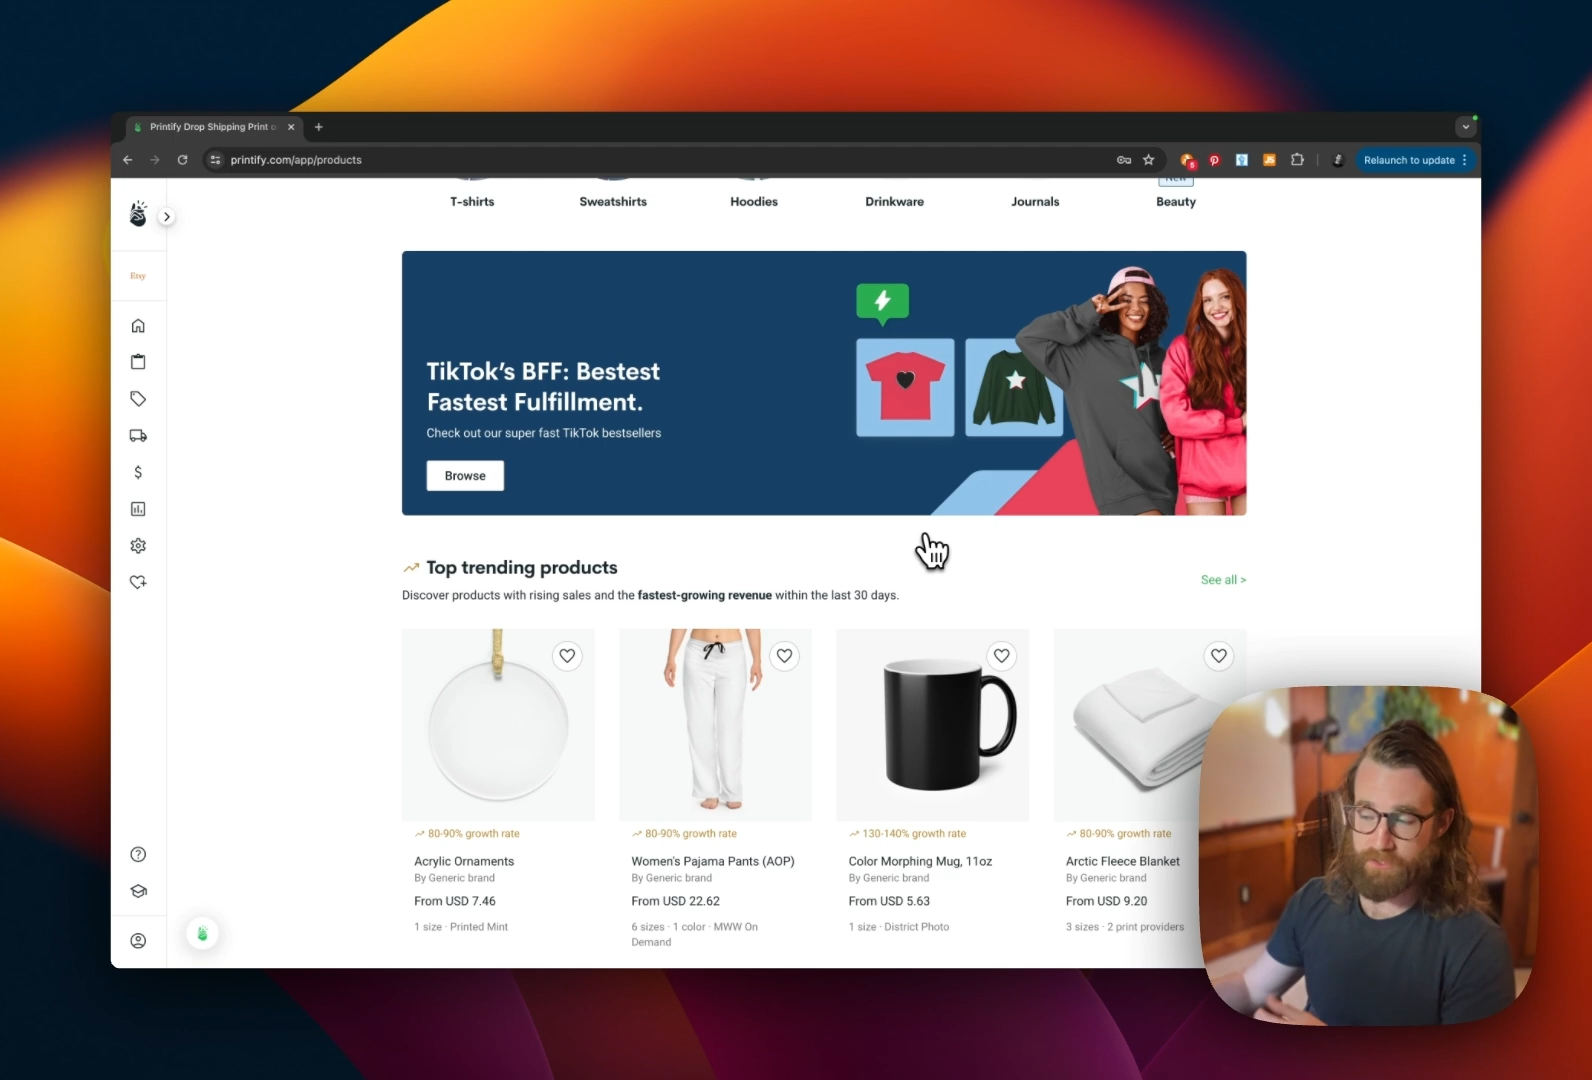 Printify Drop Shipping Print o
printify.com/app/products
5
Relaunch to update
New
T-shirts
Sweatshirts
Hoodies
Drinkware
Journals
Beauty
Etsy
TikTok’s BFF: Bestest
Fastest Fulfillment.
Check out our super fast TikTok bestsellers
Browse
Top trending products
See all >
Discover products with rising sales and the fastest-growing revenue within the last 30 days.
80-90% growth rate
Acrylic Ornaments
By Generic brand
From USD 7.46
1 size · Printed Mint
80-90% growth rate
Women's Pajama Pants (AOP)
By Generic brand
From USD 22.62
6 sizes · 1 color · MWW On
Demand
130-140% growth rate
Color Morphing Mug, 11oz
By Generic brand
From USD 5.63
1 size · District Photo
80-90% growth rate
Arctic Fleece Blanket
By Generic brand
From USD 9.20
3 sizes · 2 print providers